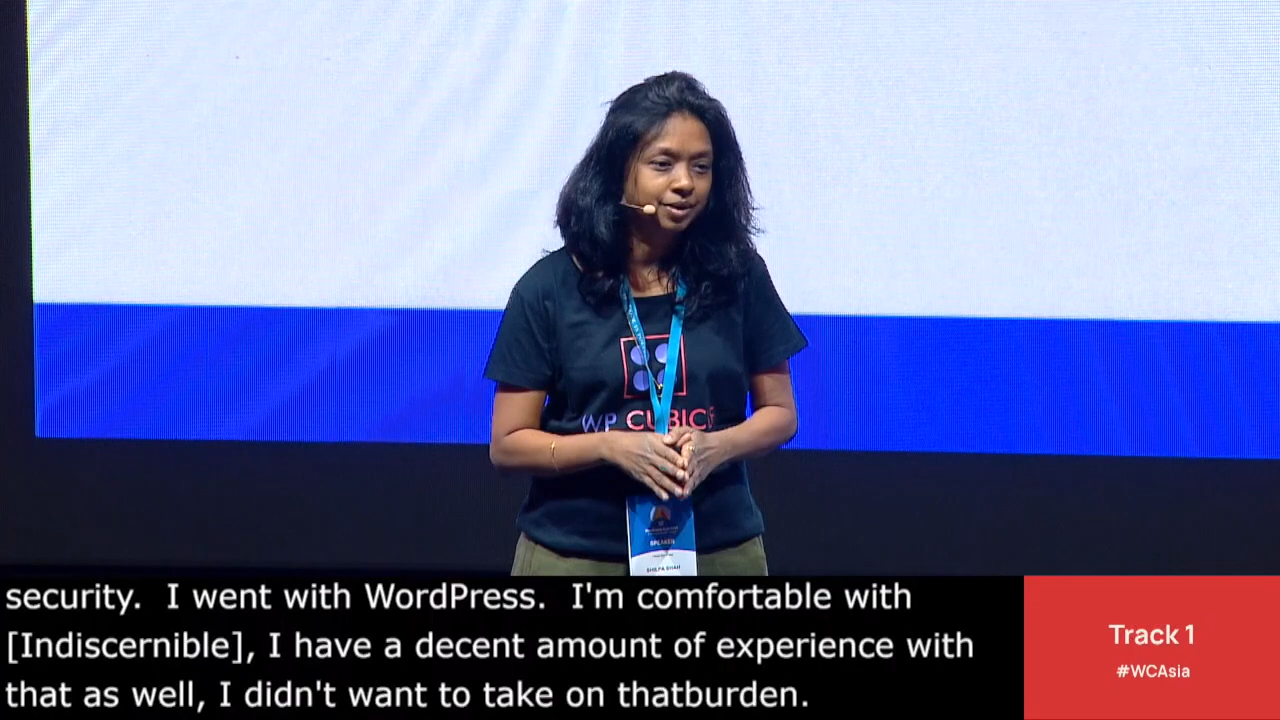 WP CUBICLE
SPEAKER
SHILPA SHAH
security.  I went with WordPress.  I'm comfortable with
[Indiscernible], I have a decent amount of experience with
that as well, I didn't want to take on thatburden.
Track 1
#WCAsia